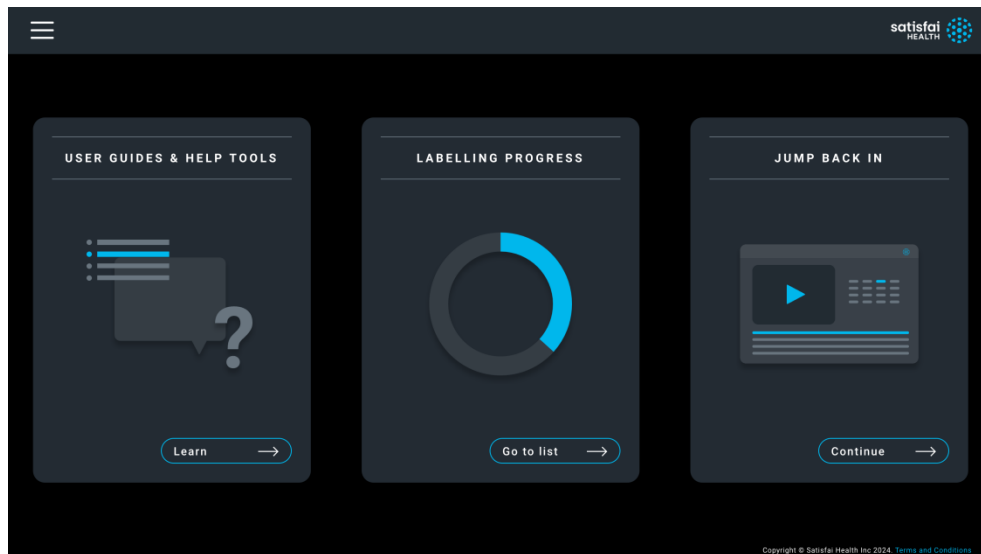 satisfai
HEALTH
USER GUIDES & HELP TOOLS
LABELLING PROGRESS
JUMP BACK IN
?
Learn
Go to list
Continue
Copyright © Satisfai Health Inc 2024. Terms and Conditions